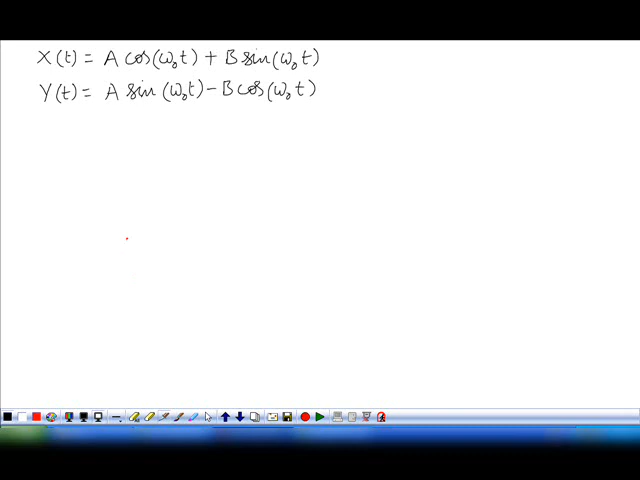 X(t) = A cos(ω₀t) + B sin(ω₀t)
Y(t) = A sin(ω₀t) - B cos(ω₀t)